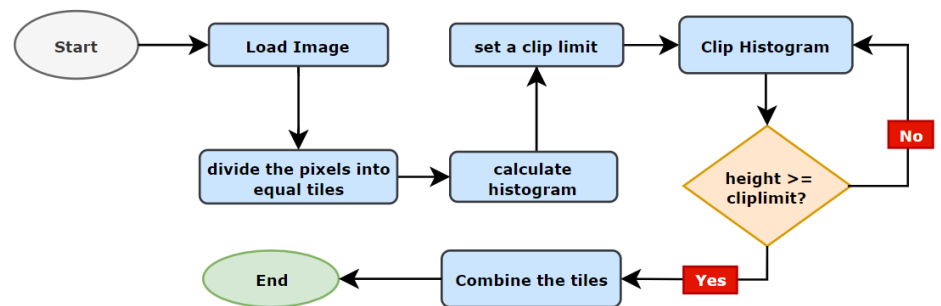 Start
Load Image
divide the pixels into
equal tiles
calculate
histogram
set a clip limit
Clip Histogram
height >=
cliplimit?
No
Yes
Combine the tiles
End